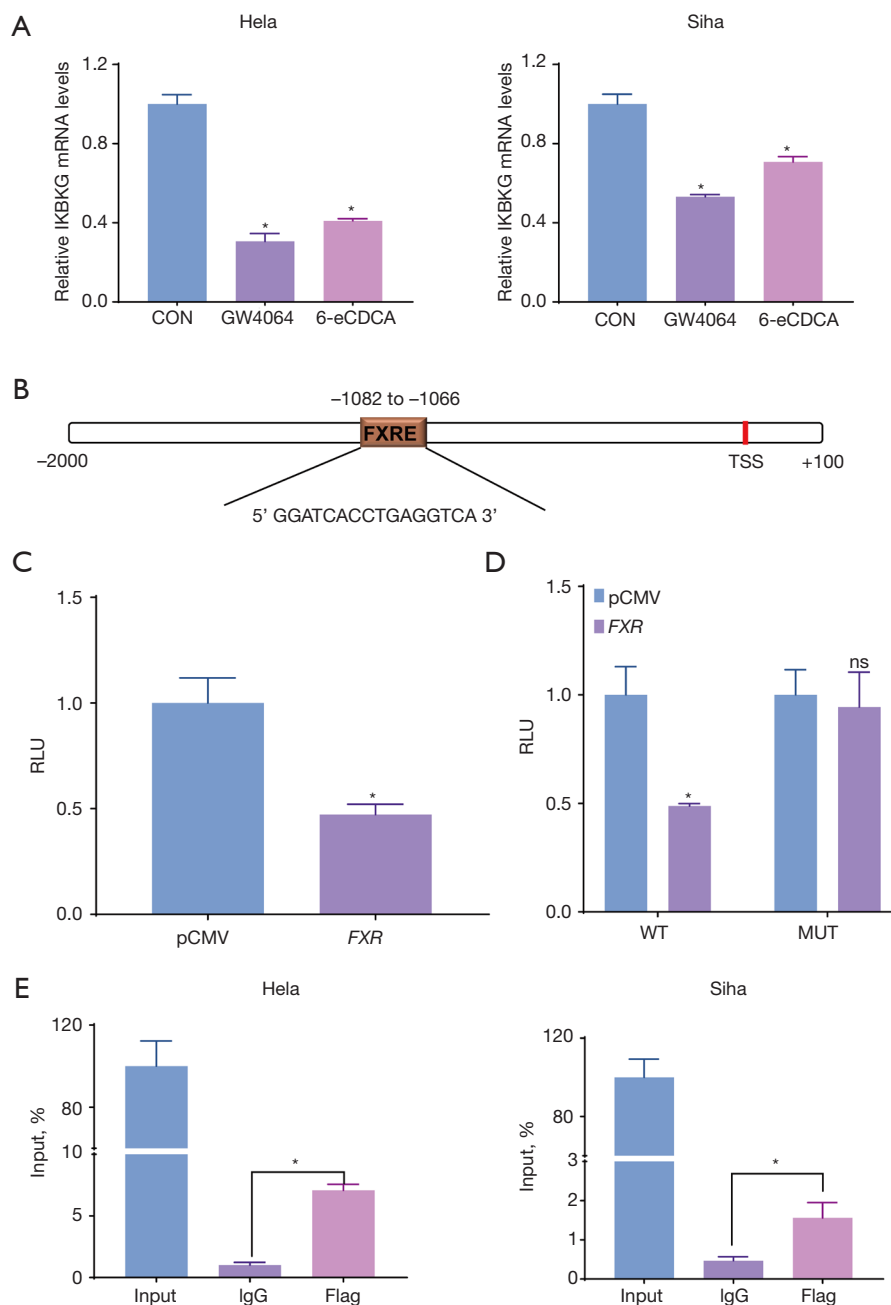 A
Hela
Siha
Relative IKBKG mRNA levels
1.2
0.8
0.4
0.0
*
*
CON GW4064 6-eCDCA
Relative IKBKG mRNA levels
1.2
0.8
0.4
0.0
*
*
CON GW4064 6-eCDCA
B
−1082 to −1066
FXRE
−2000
TSS
+100
5' GGATCACCTGAGGTCA 3'
C
RLU
1.5
1.0
0.5
0.0
*
pCMV FXR
D
pCMV
FXR
RLU
1.5
1.0
0.5
0.0
*
ns
WT MUT
E
Hela
Input, %
120
80
10
5
0
*
Input IgG Flag
Siha
Input, %
120
80
3
2
1
0
*
Input IgG Flag